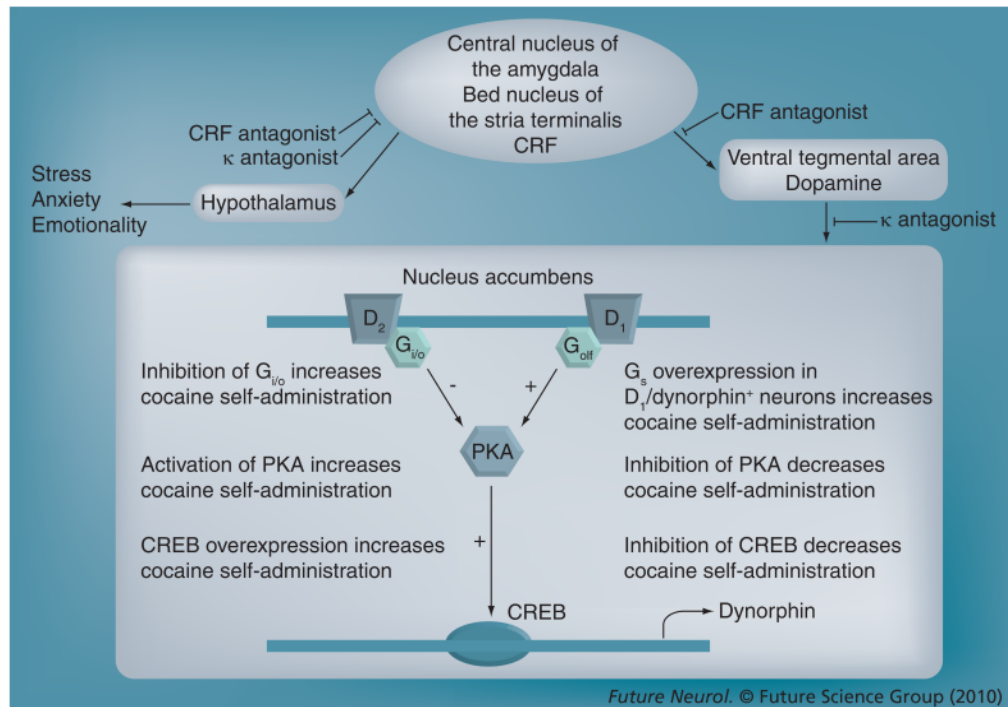 Central nucleus of
the amygdala
Bed nucleus of
the stria terminalis
CRF
CRF antagonist
κ antagonist
CRF antagonist
Ventral tegmental area
Dopamine
Stress
Anxiety
Emotionality
Hypothalamus
κ antagonist
Nucleus accumbens
D₂
D₁
G_i/o
G_olf
Inhibition of G_i/o increases
cocaine self-administration
-
+
G_s overexpression in
D₁/dynorphin⁺ neurons increases
cocaine self-administration
PKA
Activation of PKA increases
cocaine self-administration
Inhibition of PKA decreases
cocaine self-administration
CREB overexpression increases
cocaine self-administration
+
Inhibition of CREB decreases
cocaine self-administration
CREB
Dynorphin
Future Neurol. © Future Science Group (2010)